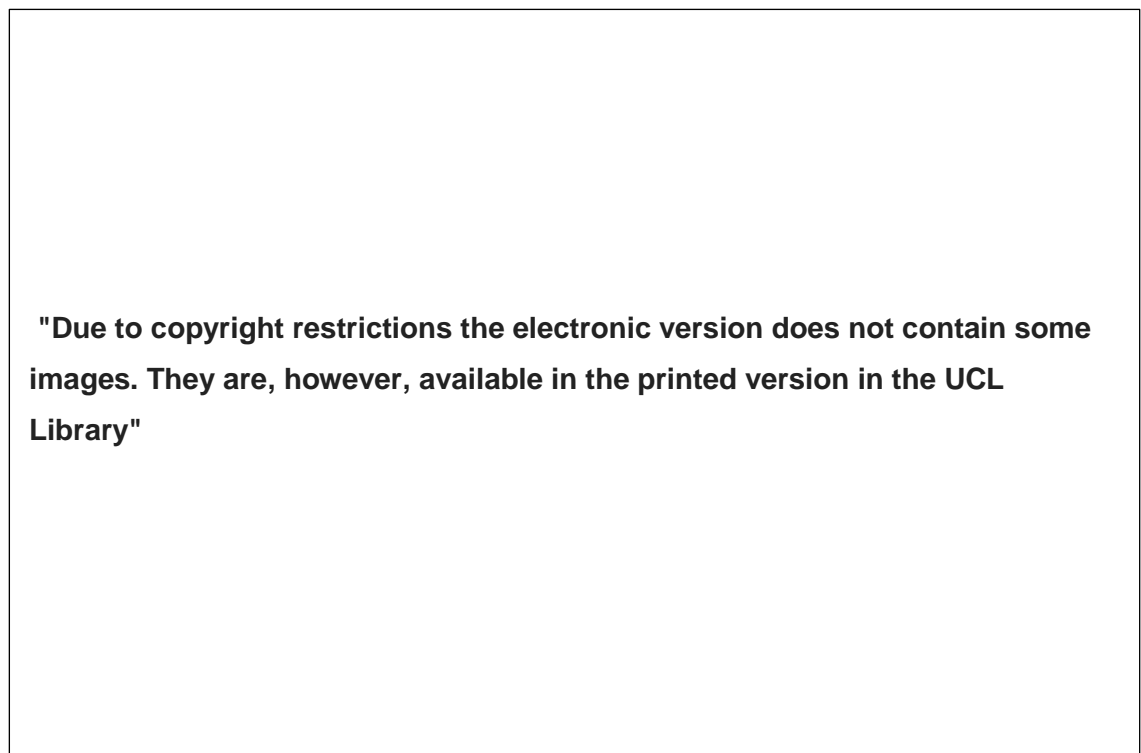 "Due to copyright restrictions the electronic version does not contain some
images. They are, however, available in the printed version in the UCL
Library"